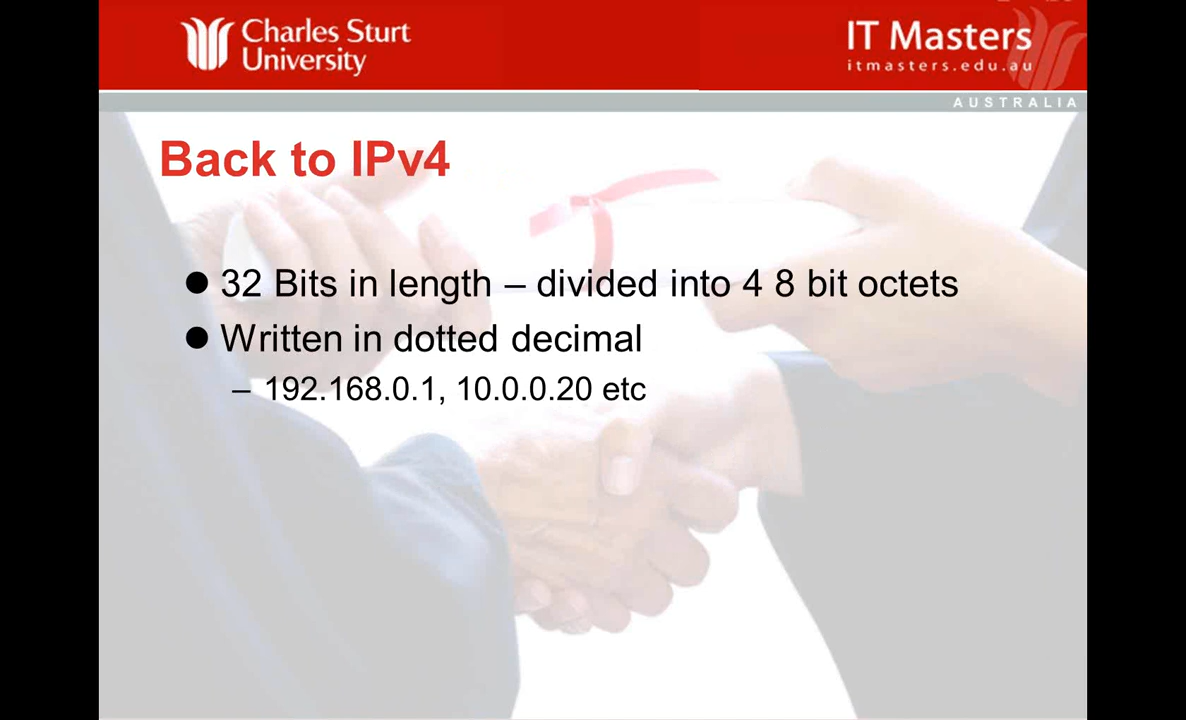 Charles Sturt
University
IT Masters
itmasters.edu.au
AUSTRALIA
Back to IPv4
● 32 Bits in length – divided into 4 8 bit octets
● Written in dotted decimal
– 192.168.0.1, 10.0.0.20 etc